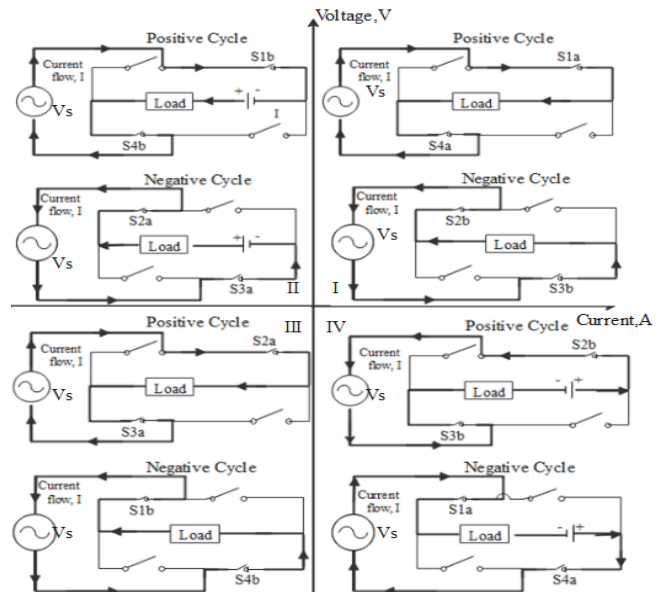 Voltage,V
Positive Cycle
S1b
Current
flow, I
Vs
Load
+ -
I
S4b
Positive Cycle
S1a
Current
flow, I
Vs
Load
S4a
Negative Cycle
Current
flow, I
S2a
Vs
Load
+ -
S3a
II
Negative Cycle
Current
flow, I
S2b
Vs
Load
S3b
I
Current,A
III
Positive Cycle
S2a
Current
flow, I
Vs
Load
S3a
IV
Positive Cycle
S2b
Current
flow, I
Vs
Load
- +
S3b
Negative Cycle
Current
flow, I
S1b
Vs
Load
S4b
Negative Cycle
Current
flow, I
S1a
Vs
Load
- +
S4a